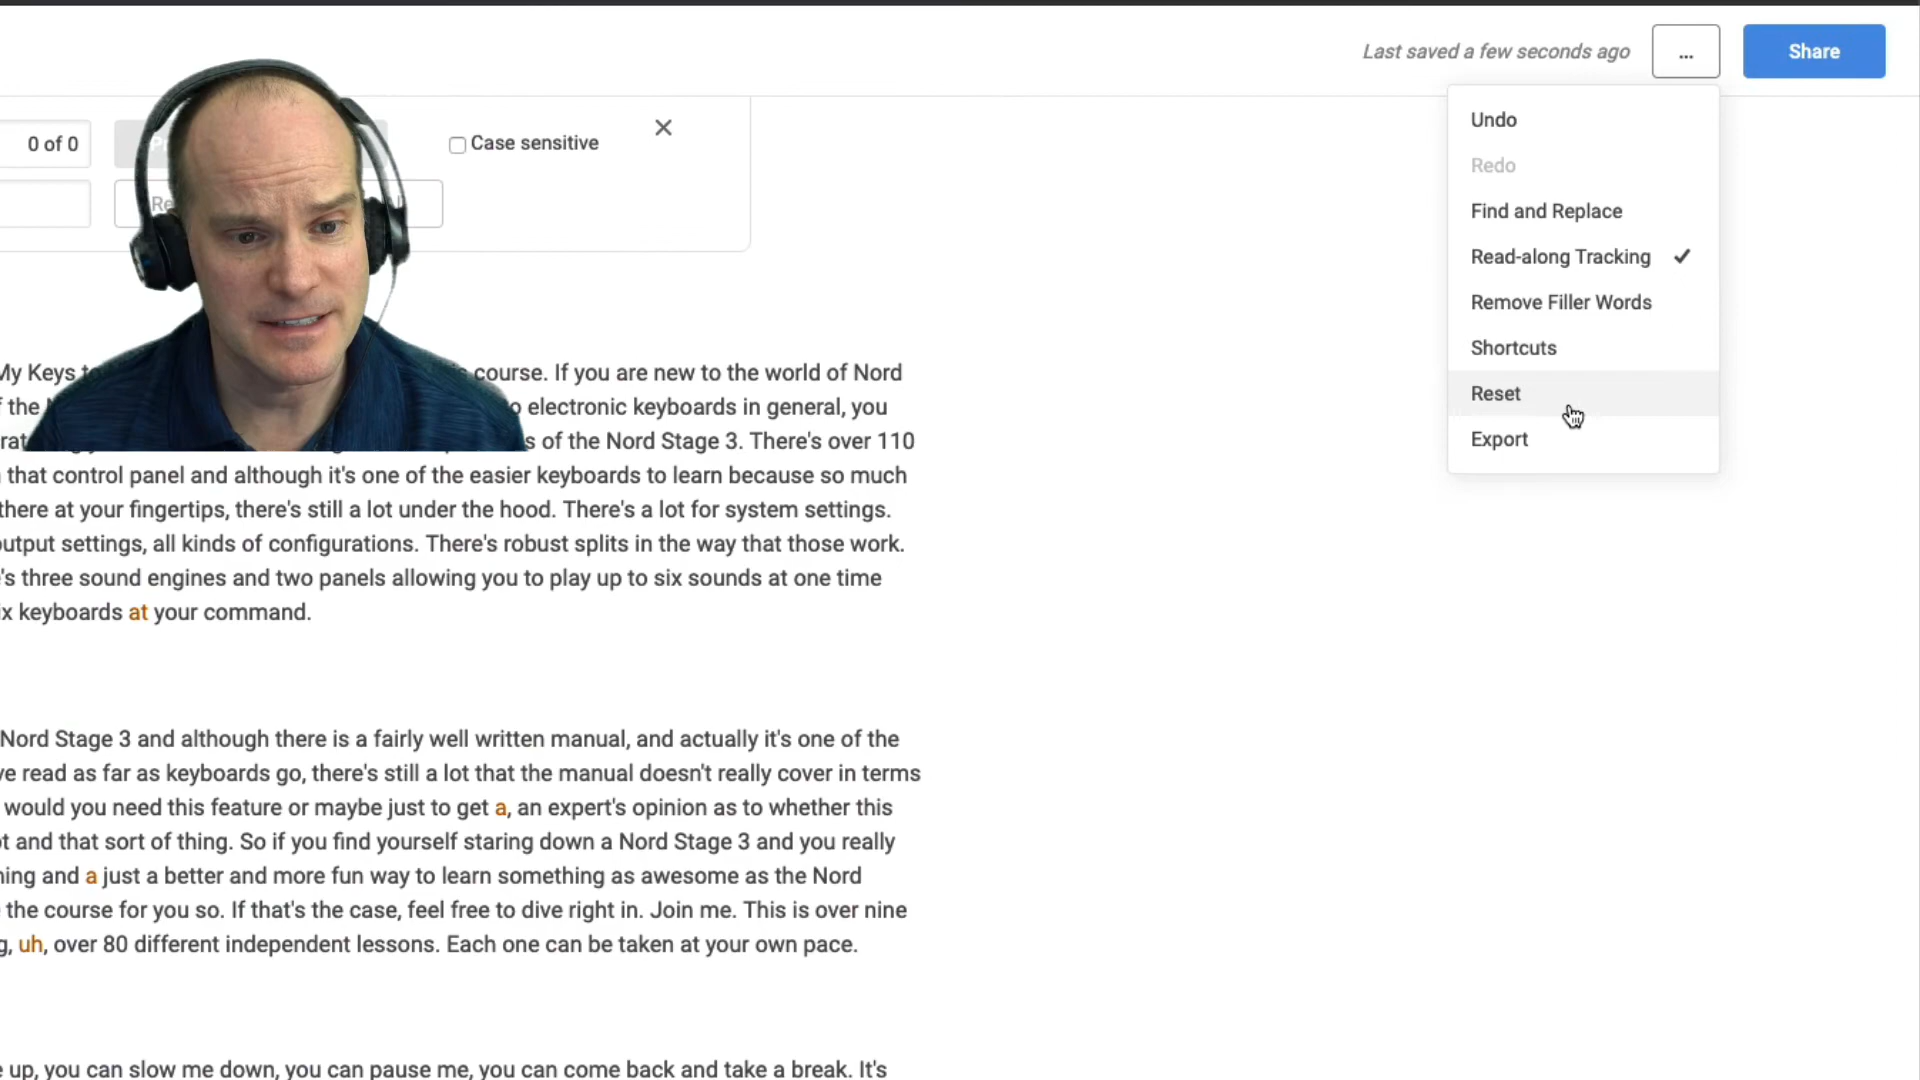 Last saved a few seconds ago
...
Share
0 of 0
Case sensitive
Undo
Redo
Find and Replace
Read-along Tracking
Remove Filler Words
Shortcuts
Reset
Export
My Keys course. If you are new to the world of Nord
the electronic keyboards in general, you
of the Nord Stage 3. There's over 110
that control panel and although it's one of the easier keyboards to learn because so much
there at your fingertips, there's still a lot under the hood. There's a lot for system settings.
output settings, all kinds of configurations. There's robust splits in the way that those work.
's three sound engines and two panels allowing you to play up to six sounds at one time
ix keyboards at your command.
Nord Stage 3 and although there is a fairly well written manual, and actually it's one of the
ve read as far as keyboards go, there's still a lot that the manual doesn't really cover in terms
would you need this feature or maybe just to get a, an expert's opinion as to whether this
ot and that sort of thing. So if you find yourself staring down a Nord Stage 3 and you really
ning and a just a better and more fun way to learn something as awesome as the Nord
the course for you so. If that's the case, feel free to dive right in. Join me. This is over nine
g, uh, over 80 different independent lessons. Each one can be taken at your own pace.
e up, you can slow me down, you can pause me, you can come back and take a break. It's